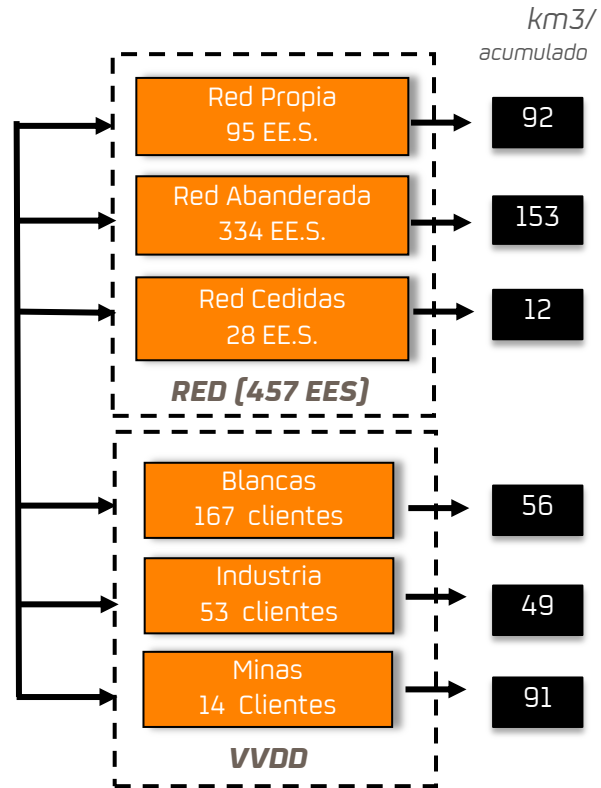 km3/
acumulado
Red Propia
95 EE.S.
92
Red Abanderada
334 EE.S.
153
Red Cedidas
28 EE.S.
12
RED (457 EES)
Blancas
167 clientes
56
Industria
53 clientes
49
Minas
14 Clientes
91
VVDD